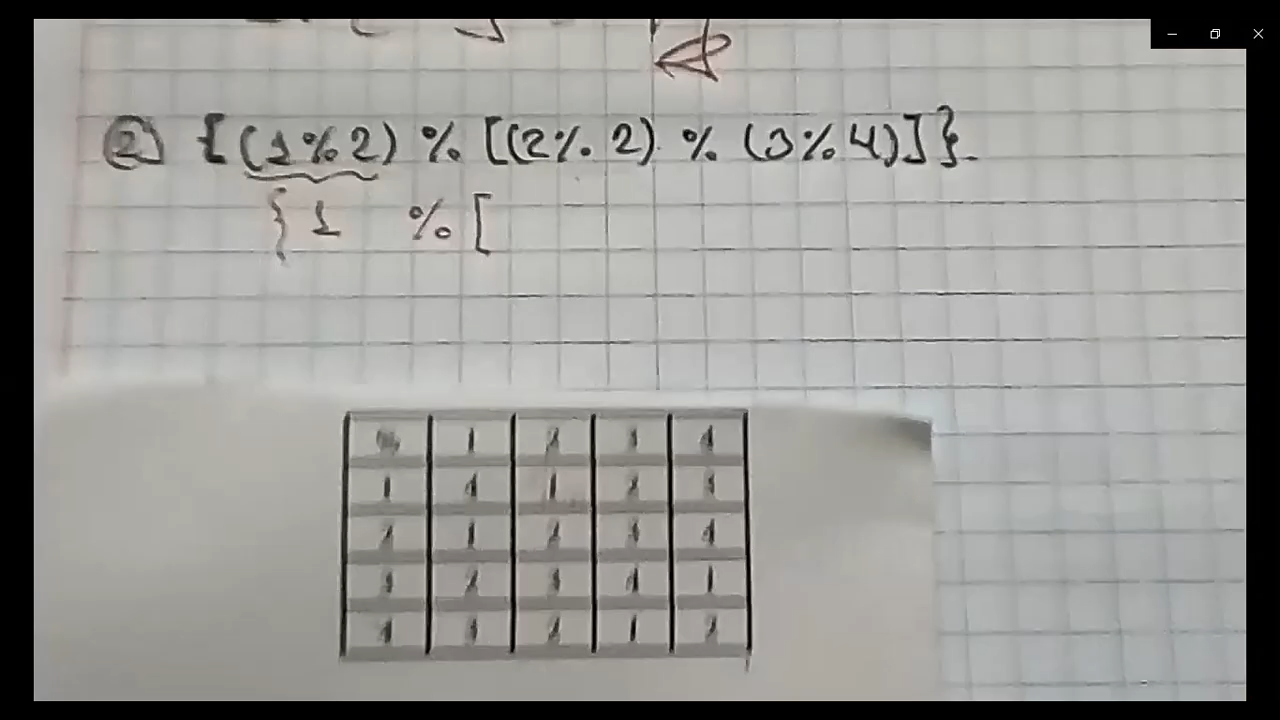 ② {(1%2) % [(2%2) % (3%4)]}.
{1 % [
% 1 2 3 4
1 4 1 2 3
2 1 2 3 4
3 2 3 4 1
4 3 2 1 2